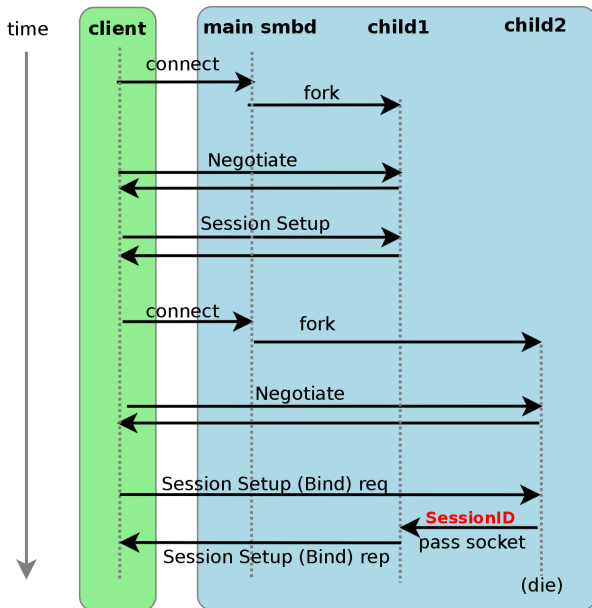 time
client
main smbd
child1
child2
connect
fork
Negotiate
Session Setup
connect
fork
Negotiate
Session Setup (Bind) req
SessionID
pass socket
Session Setup (Bind) rep
(die)